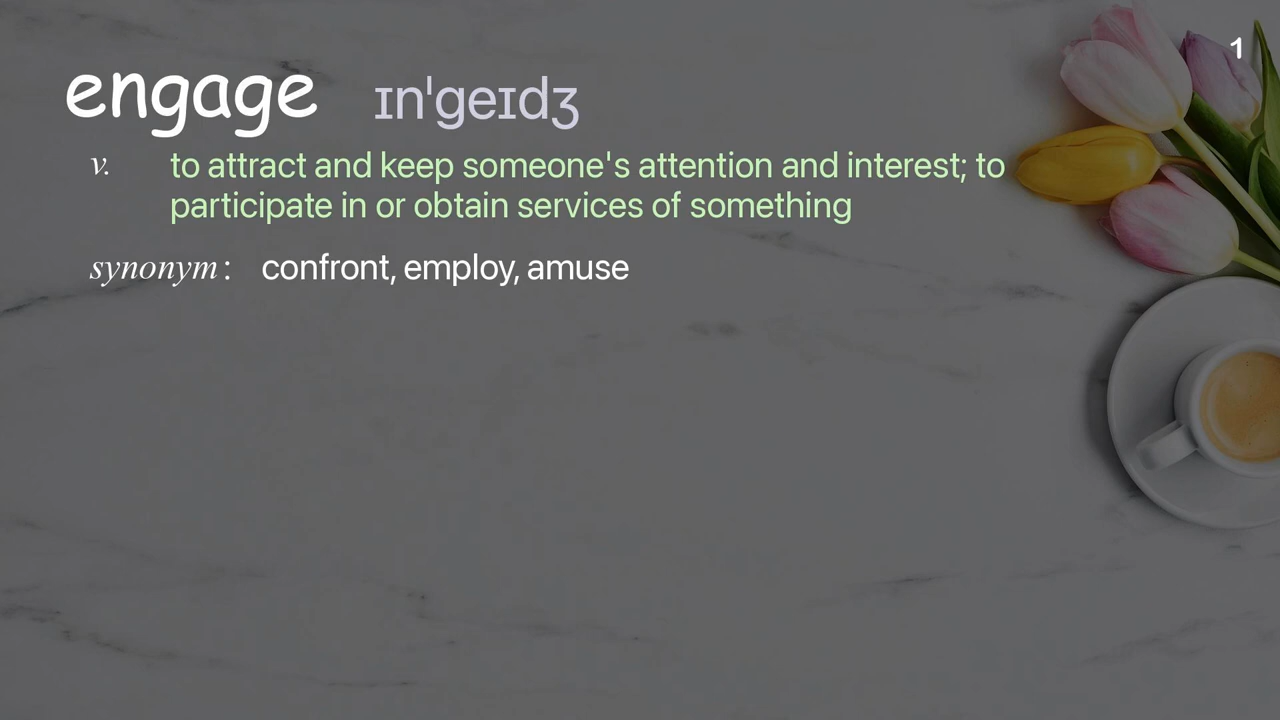 1
engage ɪnˈgeɪdʒ
v. to attract and keep someone's attention and interest; to
participate in or obtain services of something
synonym: confront, employ, amuse